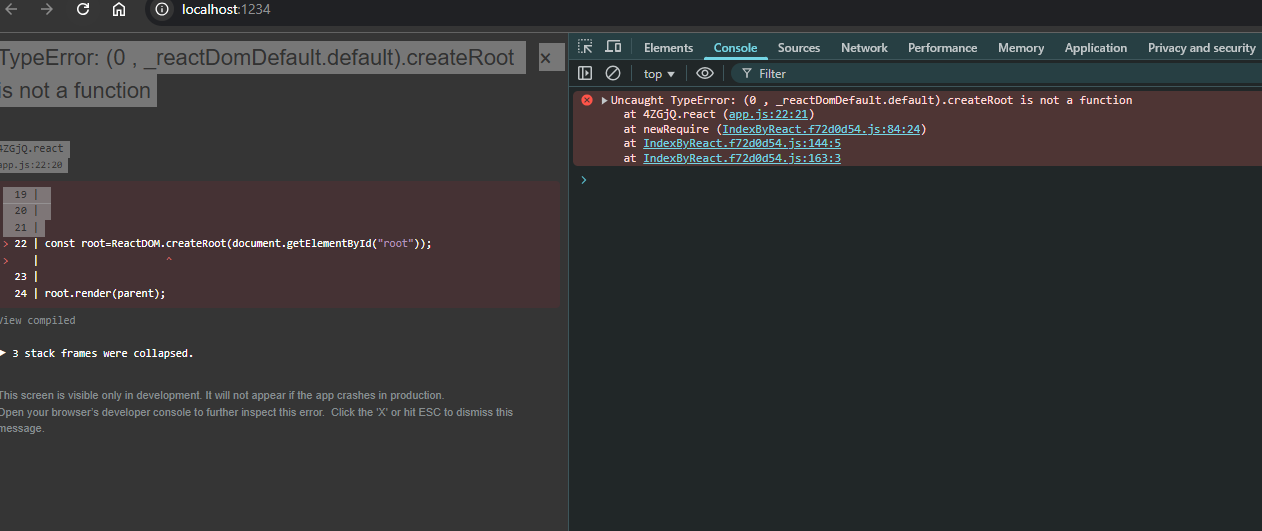 localhost:1234
TypeError: (0 , _reactDomDefault.default).createRoot ×
is not a function
4ZGjQ.react
app.js:22:20
19 |
20 |
21 |
> 22 | const root=ReactDOM.createRoot(document.getElementById("root"));
> | ^
23 |
24 | root.render(parent);
View compiled
▶ 3 stack frames were collapsed.
This screen is visible only in development. It will not appear if the app crashes in production.
Open your browser's developer console to further inspect this error. Click the 'X' or hit ESC to dismiss this
message.
Elements Console Sources Network Performance Memory Application Privacy and security
top ▼ Filter
▶ Uncaught TypeError: (0 , _reactDomDefault.default).createRoot is not a function
at 4ZGjQ.react (app.js:22:21)
at newRequire (IndexByReact.f72d0d54.js:84:24)
at IndexByReact.f72d0d54.js:144:5
at IndexByReact.f72d0d54.js:163:3
>